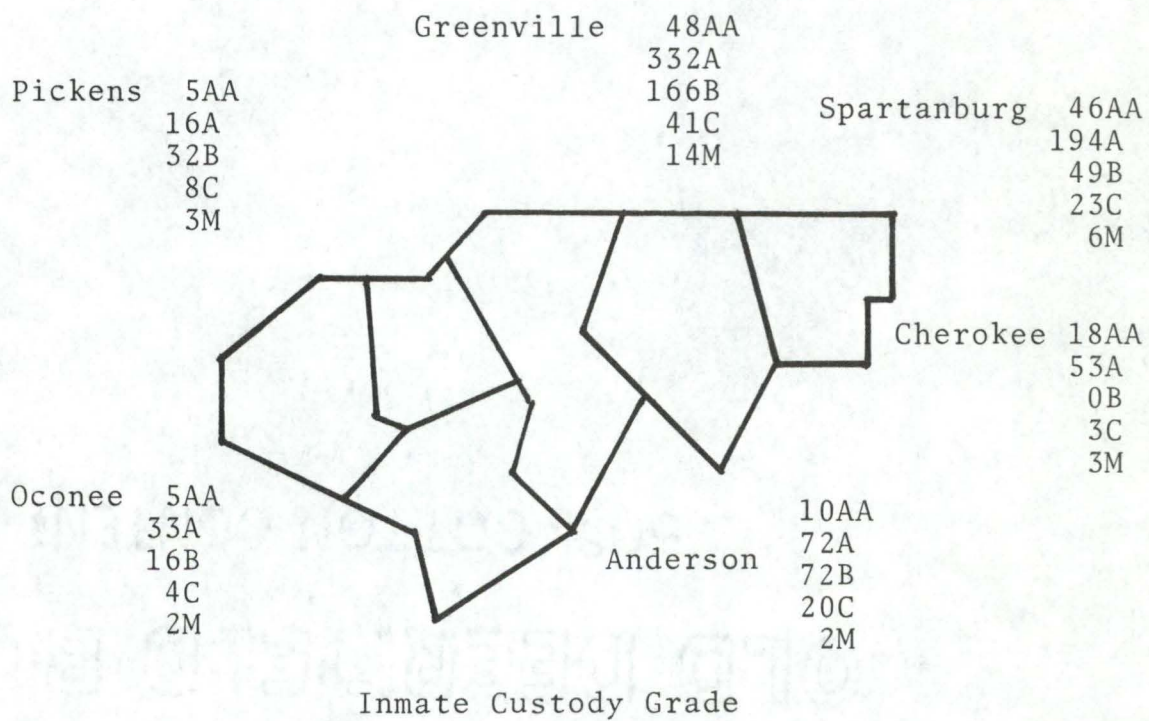 Greenville 48AA
332A
166B
41C
14M
Pickens 5AA
16A
32B
8C
3M
Spartanburg 46AA
194A
49B
23C
6M
Cherokee 18AA
53A
0B
3C
3M
Oconee 5AA
33A
16B
4C
2M
10AA
72A
Anderson 72B
20C
2M
Inmate Custody Grade